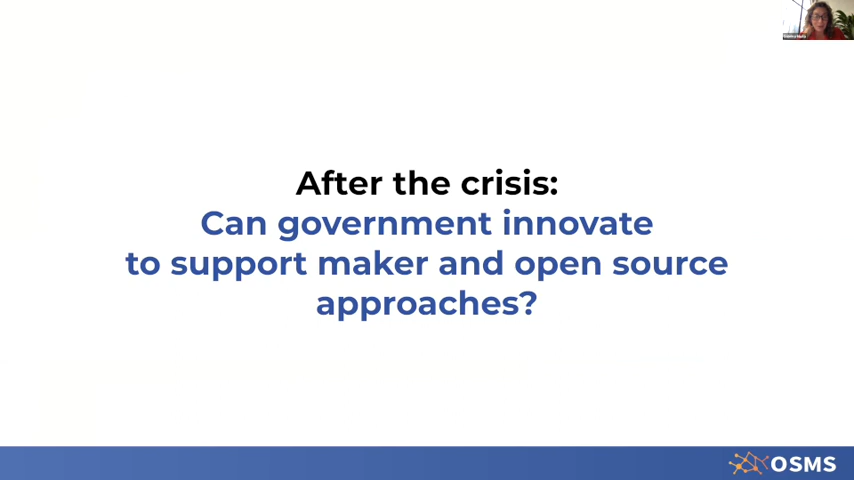 After the crisis:
Can government innovate
to support maker and open source
approaches?
OSMS